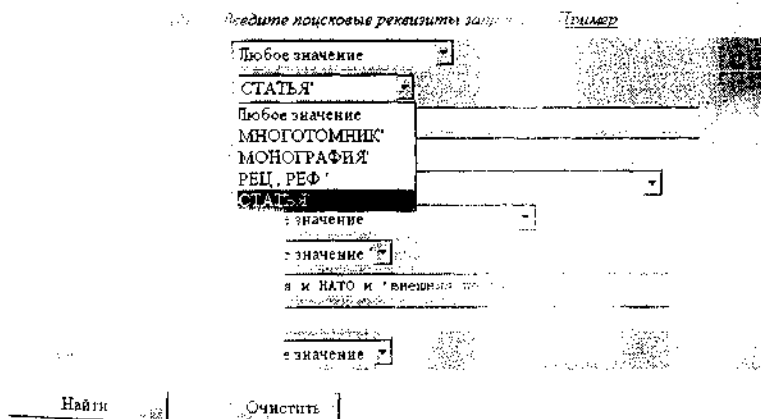 Введите поисковые реквизиты Пример
Любое значение
СТАТЬЯ'
Любое значение
МНОГОТОМНИК'
МОНОГРАФИЯ'
РЕЦ, РЕФ'
СТАТЬЯ
значение
значение
и НАТО и 'внешняя
значение
Найти Очистить